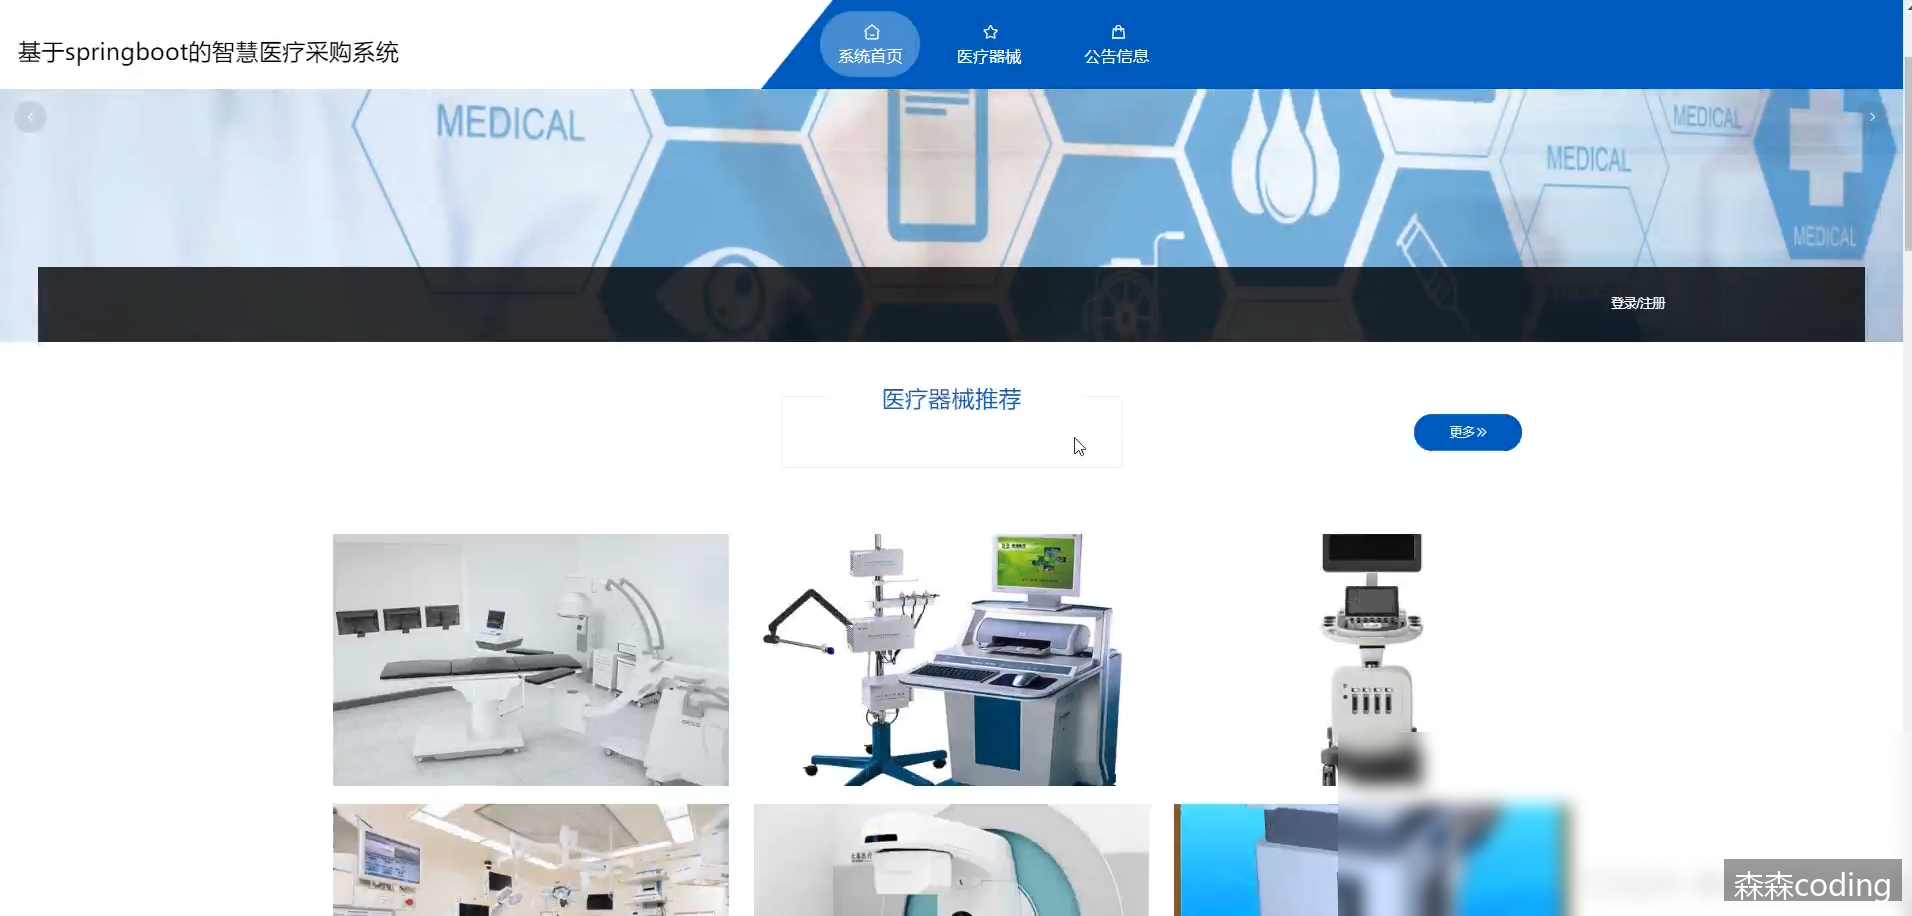 基于springboot的智慧医疗采购系统
系统首页
医疗器械
公告信息
MEDICAL
MEDICAL
MEDICAL
MEDICAL
登录/注册
医疗器械推荐
更多»
森森coding